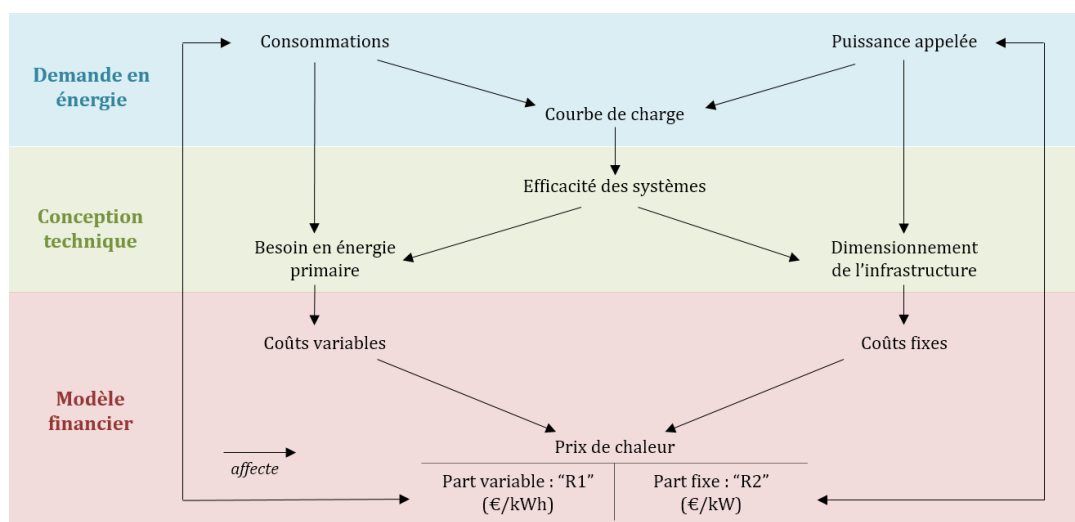 Consommations
Puissance appelée
Demande en
énergie
Courbe de charge
Efficacité des systèmes
Conception
technique
Besoin en énergie
primaire
Dimensionnement
de l’infrastructure
Coûts variables
Coûts fixes
Modèle
financier
Prix de chaleur
affecte
Part variable : “R1”
(€/kWh)
Part fixe : “R2”
(€/kW)